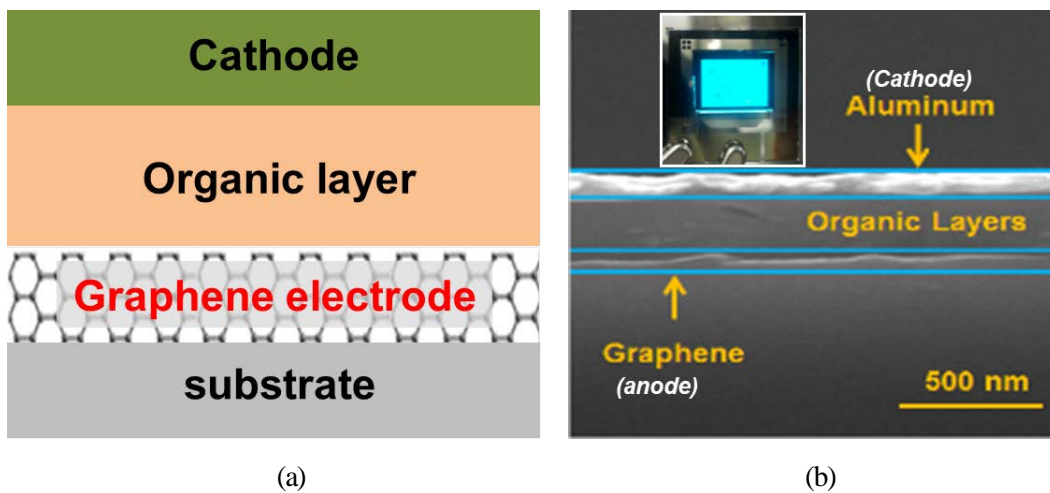 Cathode
Organic layer
Graphene electrode
substrate
(a)
(Cathode)
Aluminum
Organic Layers
Graphene
(anode)
500 nm
(b)